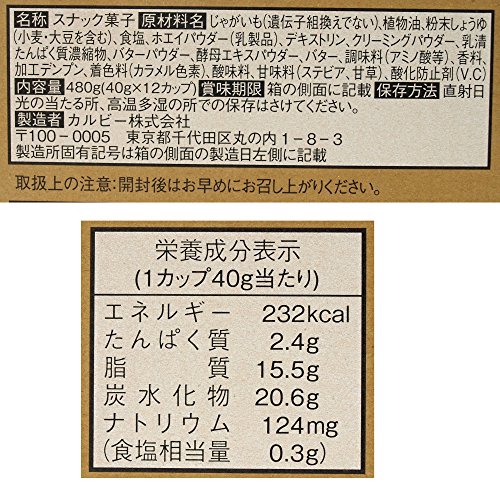 名称 スナック菓子 原材料名 じゃがいも(遺伝子組換えでない)、植物油、粉末しょうゆ
(小麦・大豆を含む)、食塩、ホエイパウダー(乳製品)、デキストリン、クリーミングパウダー、乳清
たんぱく質濃縮物、バターパウダー、酵母エキスパウダー、バター、調味料(アミノ酸等)、香料、
加工デンプン、着色料(カラメル色素)、酸味料、甘味料(ステビア、甘草)、酸化防止剤(V.C)
内容量 480g(40g×12カップ) 賞味期限 箱の側面に記載 保存方法 直射日
光の当たる所、高温多湿の所での保存はさけてください。
製造者 カルビー株式会社
〒100-0005 東京都千代田区丸の内1-8-3
製造所固有記号は箱の側面の製造日左側に記載
取扱上の注意:開封後はお早めにお召し上がりください。
栄養成分表示
(1カップ40g当たり)
エネルギー 232kcal
たんぱく質 2.4g
脂質 15.5g
炭水化物 20.6g
ナトリウム 124mg
(食塩相当量 0.3g)